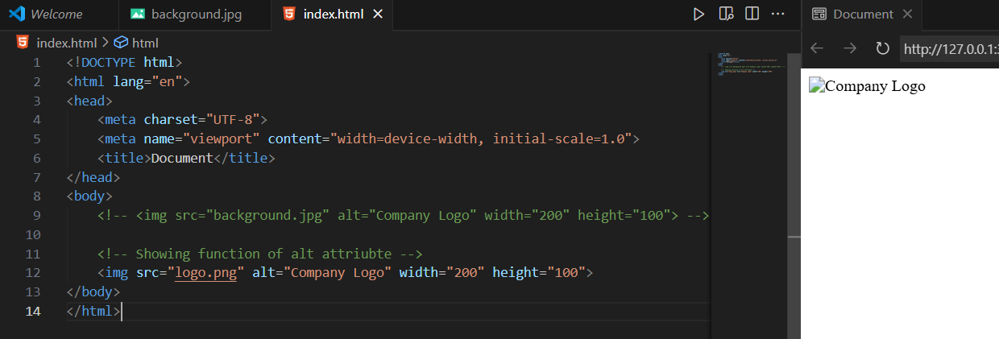 Welcome
background.jpg
index.html
Document
index.html > html
http://127.0.0.1:
1 <!DOCTYPE html>
2 <html lang="en">
3 <head>
4     <meta charset="UTF-8">
5     <meta name="viewport" content="width=device-width, initial-scale=1.0">
6     <title>Document</title>
7 </head>
8 <body>
9     <!-- <img src="background.jpg" alt="Company Logo" width="200" height="100"> -->
10
11     <!-- Showing function of alt attriubte -->
12     <img src="logo.png" alt="Company Logo" width="200" height="100">
13 </body>
14 </html>
Company Logo